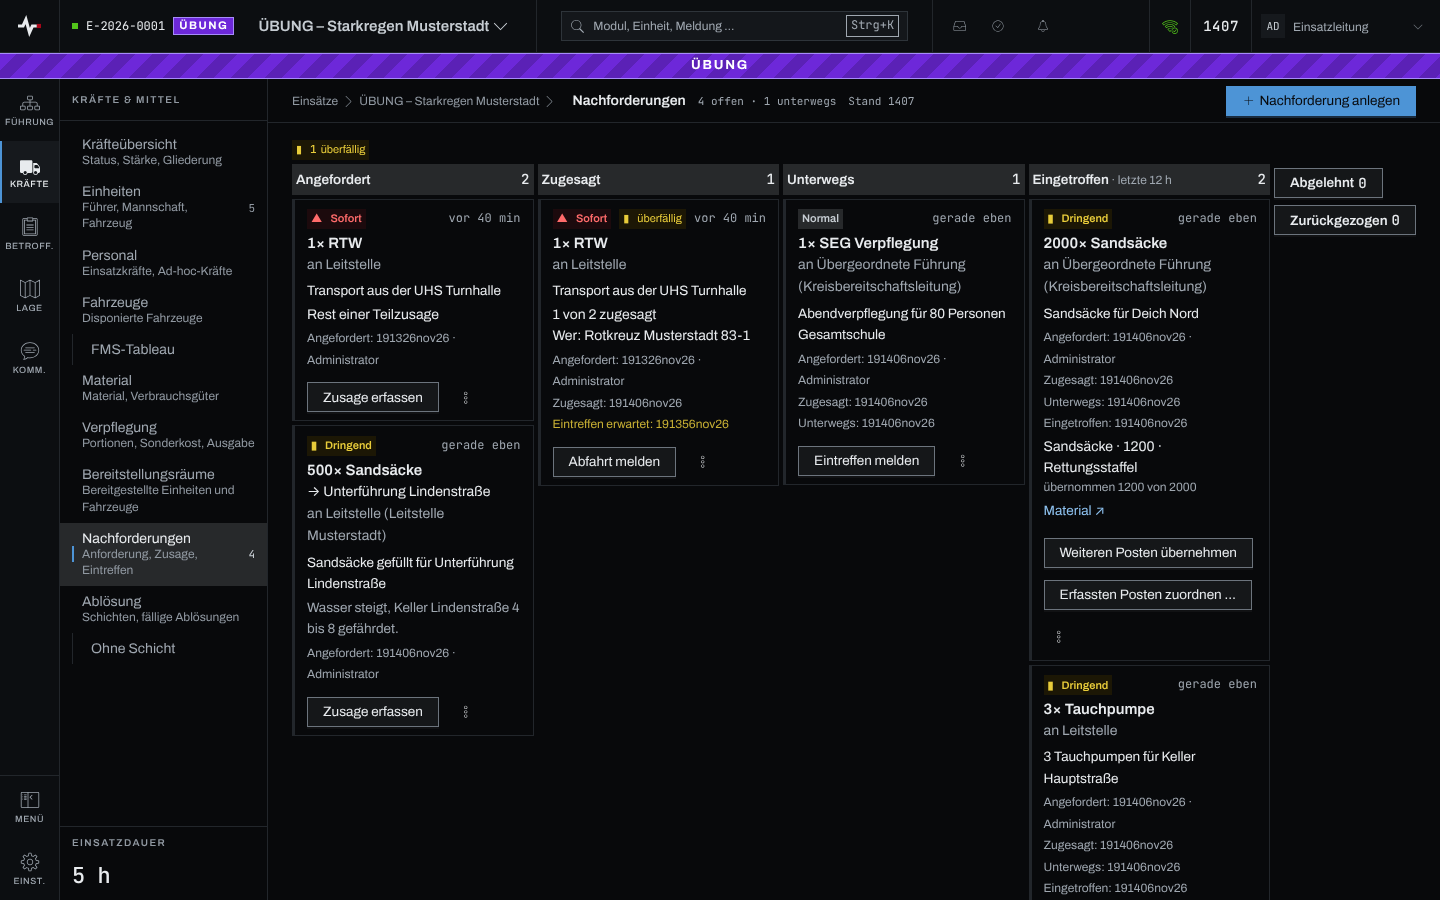 E-2026-0001 ÜBUNG ÜBUNG – Starkregen Musterstadt
Modul, Einheit, Meldung ... Strg+K
1407
AD Einsatzleitung
ÜBUNG
FÜHRUNG
KRÄFTE
BETROFF.
LAGE
KOMM.
MENÜ
EINST.
KRÄFTE & MITTEL
Kräfteübersicht
Status, Stärke, Gliederung
Einheiten
Führer, Mannschaft, 5
Fahrzeug
Personal
Einsatzkräfte, Ad-hoc-Kräfte
Fahrzeuge
Disponierte Fahrzeuge
FMS-Tableau
Material
Material, Verbrauchsgüter
Verpflegung
Portionen, Sonderkost, Ausgabe
Bereitstellungsräume
Bereitgestellte Einheiten und
Fahrzeuge
Nachforderungen
Anforderung, Zusage, 4
Eintreffen
Ablösung
Schichten, fällige Ablösungen
Ohne Schicht
EINSATZDAUER
5 h
Einsätze ÜBUNG – Starkregen Musterstadt Nachforderungen 4 offen · 1 unterwegs Stand 1407
+ Nachforderung anlegen
1 überfällig
Angefordert 2
Sofort vor 40 min
1× RTW
an Leitstelle
Transport aus der UHS Turnhalle
Rest einer Teilzusage
Angefordert: 191326nov26 ·
Administrator
Zusage erfassen
Dringend gerade eben
500× Sandsäcke
→ Unterführung Lindenstraße
an Leitstelle (Leitstelle
Musterstadt)
Sandsäcke gefüllt für Unterführung
Lindenstraße
Wasser steigt, Keller Lindenstraße 4
bis 8 gefährdet.
Angefordert: 191406nov26 ·
Administrator
Zusage erfassen
Zugesagt 1
Sofort überfällig vor 40 min
1× RTW
an Leitstelle
Transport aus der UHS Turnhalle
1 von 2 zugesagt
Wer: Rotkreuz Musterstadt 83-1
Angefordert: 191326nov26 ·
Administrator
Zugesagt: 191406nov26
Eintreffen erwartet: 191356nov26
Abfahrt melden
Unterwegs 1
Normal gerade eben
1× SEG Verpflegung
an Übergeordnete Führung
(Kreisbereitschaftsleitung)
Abendverpflegung für 80 Personen
Gesamtschule
Angefordert: 191406nov26 ·
Administrator
Zugesagt: 191406nov26
Unterwegs: 191406nov26
Eintreffen melden
Eingetroffen · letzte 12 h 2
Dringend gerade eben
2000× Sandsäcke
an Übergeordnete Führung
(Kreisbereitschaftsleitung)
Sandsäcke für Deich Nord
Angefordert: 191406nov26 ·
Administrator
Zugesagt: 191406nov26
Unterwegs: 191406nov26
Eingetroffen: 191406nov26
Sandsäcke · 1200 ·
Rettungsstaffel
übernommen 1200 von 2000
Material ↗
Weiteren Posten übernehmen
Erfassten Posten zuordnen ...
Dringend gerade eben
3× Tauchpumpe
an Leitstelle
3 Tauchpumpen für Keller
Hauptstraße
Angefordert: 191406nov26 ·
Administrator
Zugesagt: 191406nov26
Unterwegs: 191406nov26
Eingetroffen: 191406nov26
Abgelehnt 0
Zurückgezogen 0